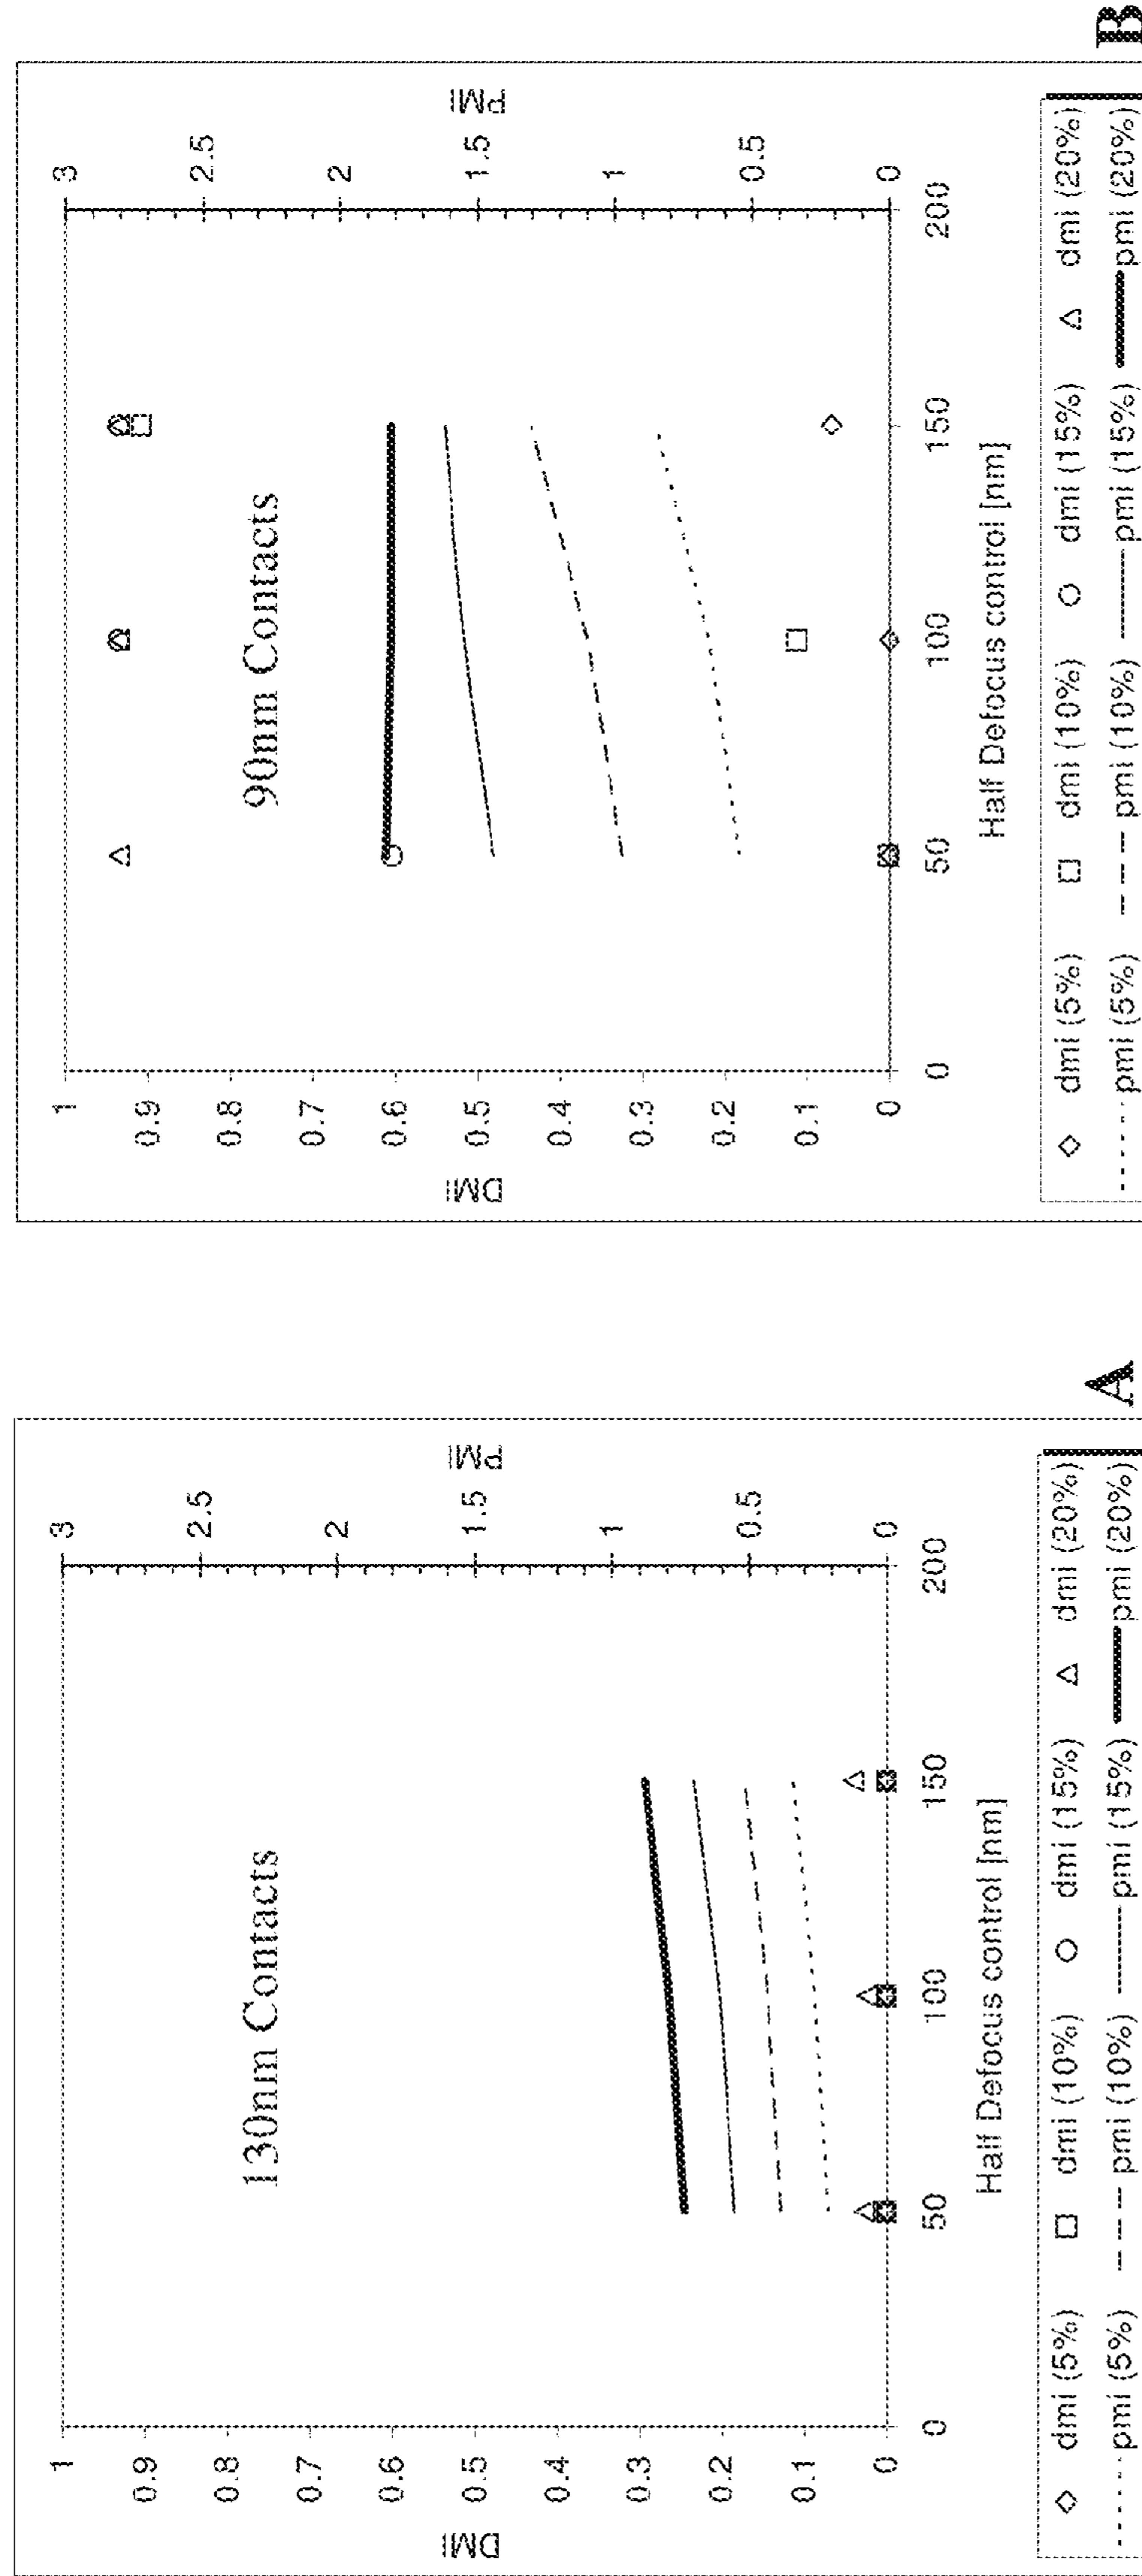 130nm Contacts
DMI
1
0.9
0.8
0.7
0.6
0.5
0.4
0.3
0.2
0.1
0
PMI
3
2.5
2
1.5
1
0.5
0
0 50 100 150 200
Half Defocus control [nm]
dmi (5%) dmi (10%) dmi (15%) dmi (20%)
pmi (5%) pmi (10%) pmi (15%) pmi (20%)
A
90nm Contacts
DMI
1
0.9
0.8
0.7
0.6
0.5
0.4
0.3
0.2
0.1
0
PMI
3
2.5
2
1.5
1
0.5
0
0 50 100 150 200
Half Defocus control [nm]
dmi (5%) dmi (10%) dmi (15%) dmi (20%)
pmi (5%) pmi (10%) pmi (15%) pmi (20%)
B